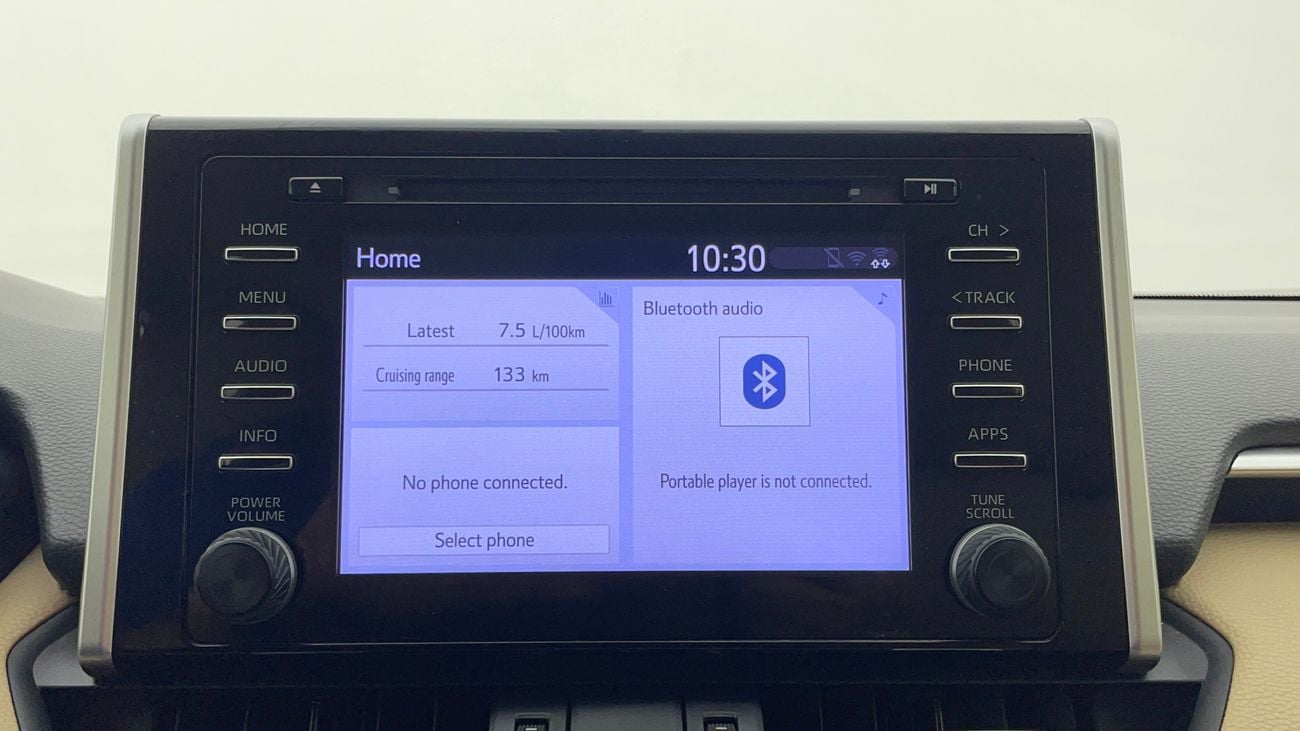 HOME
MENU
AUDIO
INFO
POWER
VOLUME
Home 10:30
Latest 7.5 L/100km
Cruising range 133 km
No phone connected.
Select phone
Bluetooth audio
Portable player is not connected.
CH >
< TRACK
PHONE
APPS
TUNE
SCROLL